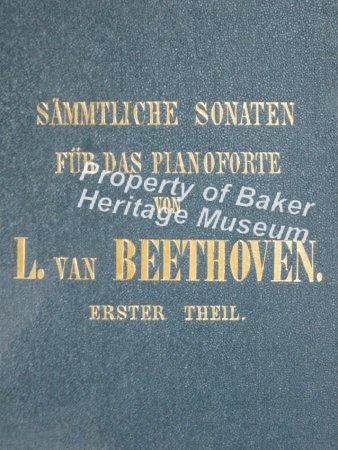 SÄMMTLICHE SONATEN
FÜR DAS PIANOFORTE
VON
Property of Baker
Heritage Museum
L. VAN BEETHOVEN.
ERSTER THEIL.